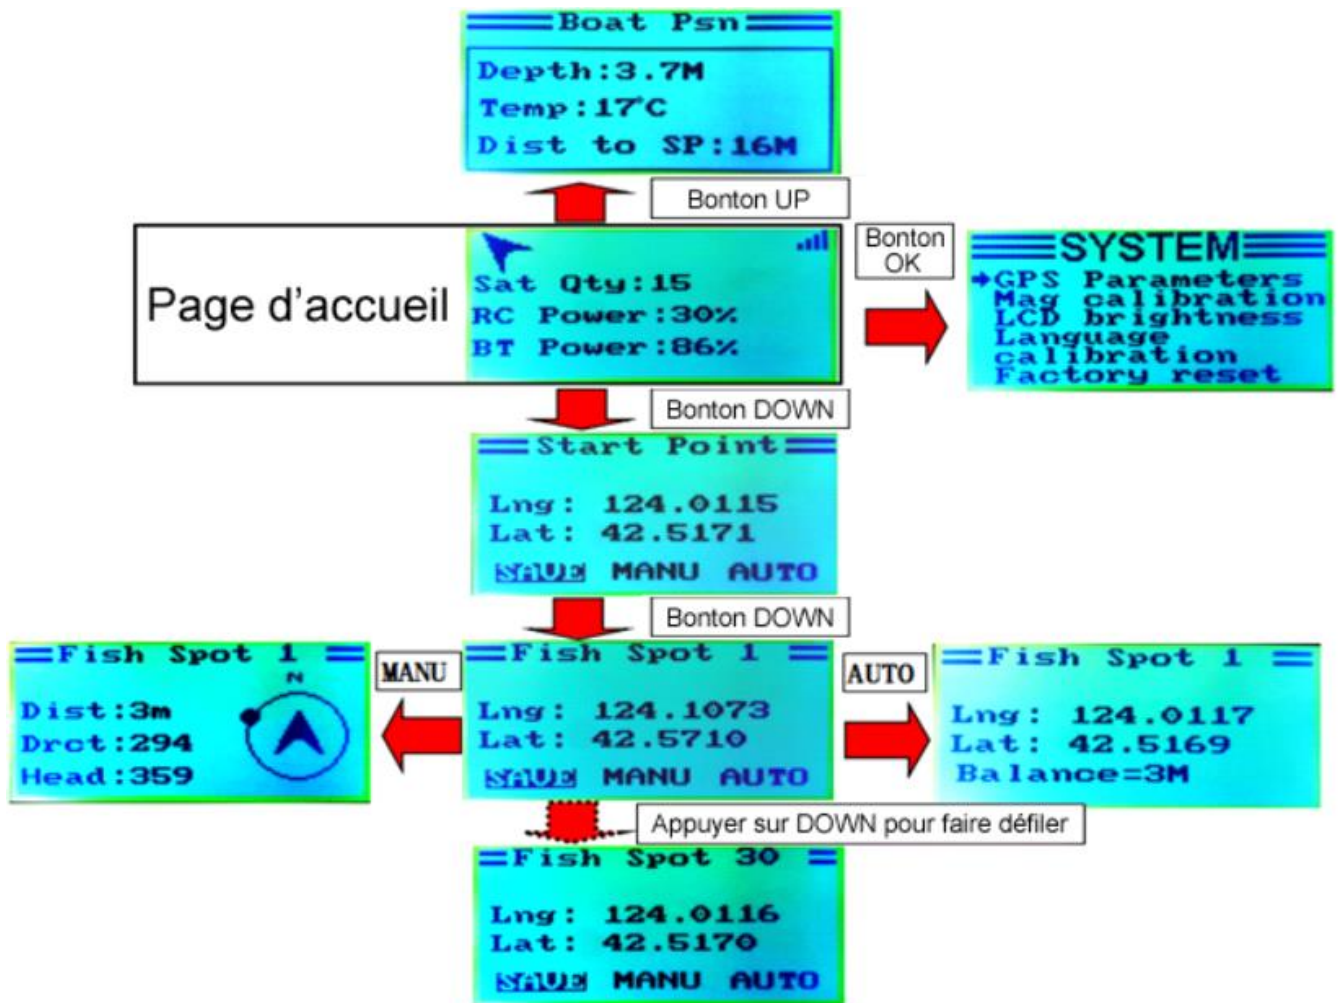 Boat Psn
Depth:3.7M
Temp:17°C
Dist to SP:16M
Bonton UP
Page d'accueil
Sat Qty:15
RC Power:30%
BT Power:86%
Bonton
OK
SYSTEM
GPS Parameters
Mag calibration
LCD brightness
Language
calibration
Factory reset
Bonton DOWN
Start Point
Lng: 124.0115
Lat: 42.5171
SAVE MANU AUTO
Bonton DOWN
Fish Spot 1
N
Dist:3m
Drct:294
Head:359
MANU
Fish Spot 1
Lng: 124.1073
Lat: 42.5710
SAVE MANU AUTO
AUTO
Fish Spot 1
Lng: 124.0117
Lat: 42.5169
Balance=3M
Appuyer sur DOWN pour faire défiler
Fish Spot 30
Lng: 124.0116
Lat: 42.5170
SAVE MANU AUTO